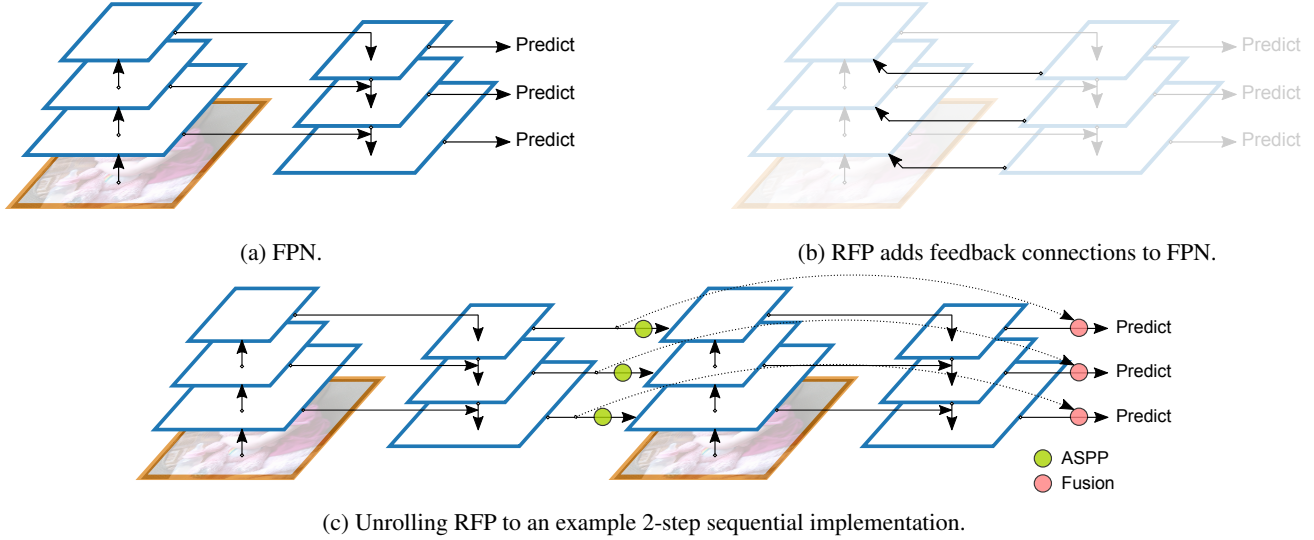 Predict
Predict
Predict
Predict
Predict
Predict
(a) FPN.
(b) RFP adds feedback connections to FPN.
Predict
Predict
Predict
ASPP
Fusion
(c) Unrolling RFP to an example 2-step sequential implementation.